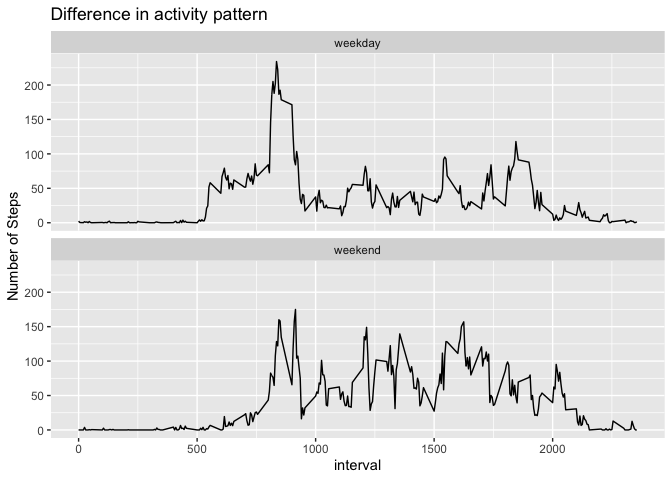 Difference in activity pattern
weekday
200
150
100
50
0
Number of Steps
weekend
200
150
100
50
0
0 500 1000 1500 2000
interval